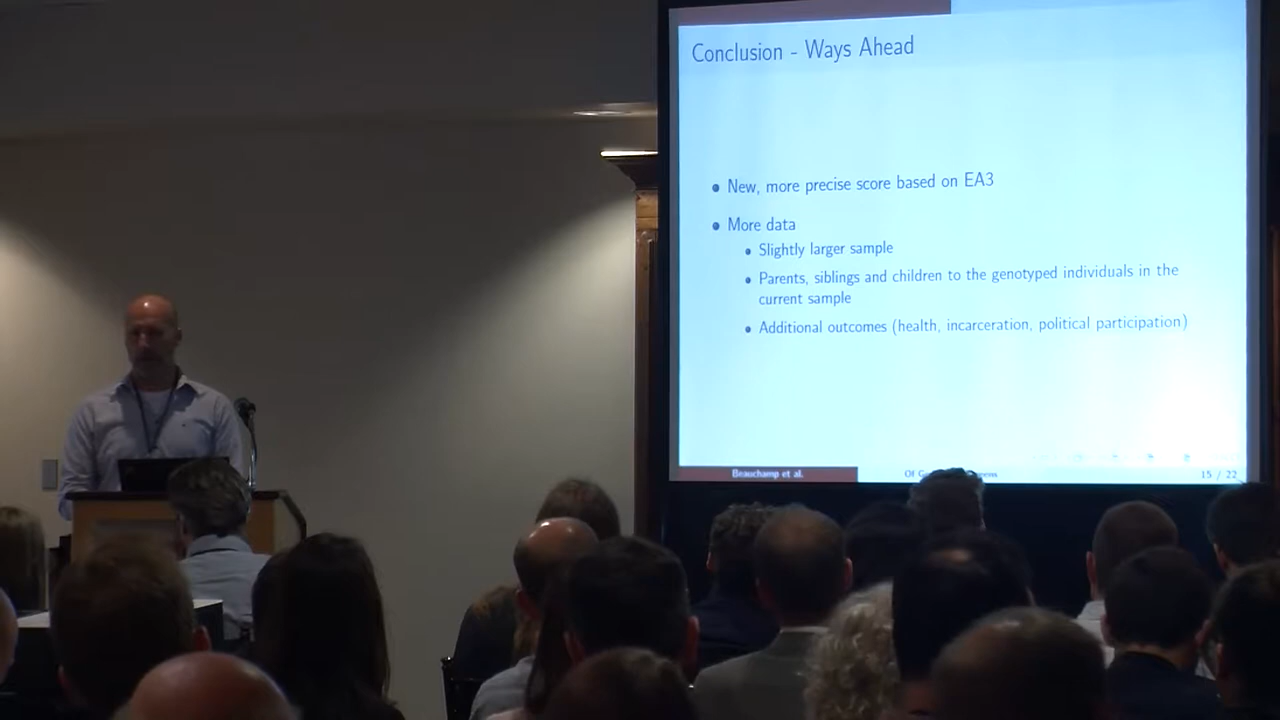 Conclusion - Ways Ahead
New, more precise score based on EA3
More data
Slightly larger sample
Parents, siblings and children to the genotyped individuals in the
current sample
Additional outcomes (health, incarceration, political participation)
Beauchamp et al.
Of
15 / 22